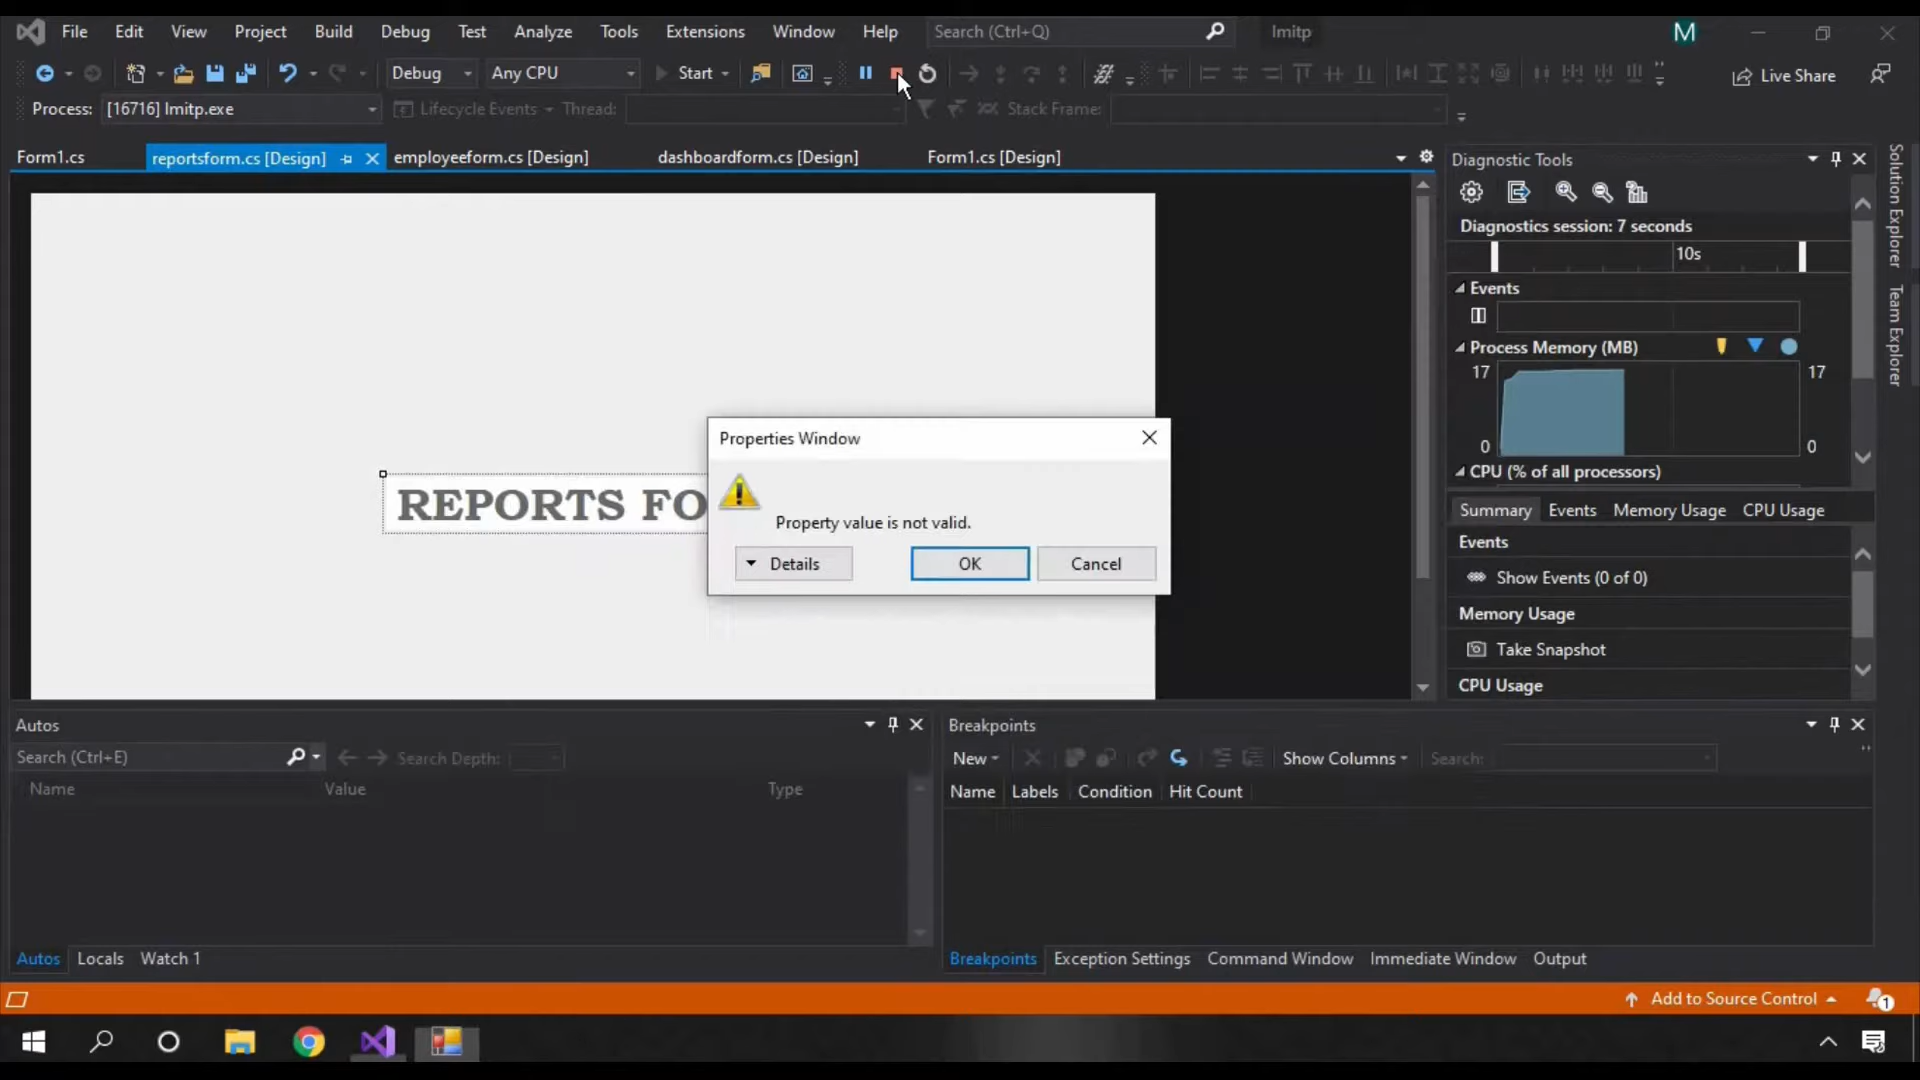 File Edit View Project Build Debug Test Analyze Tools Extensions Window Help Search (Ctrl+Q) lmitp M
Debug Any CPU Start Live Share
Process: [16716] lmitp.exe Lifecycle Events Thread: Stack Frame:
Form1.cs reportsform.cs [Design] employeeform.cs [Design] dashboardform.cs [Design] Form1.cs [Design]
Diagnostic Tools
Diagnostics session: 7 seconds
10s
Events
Process Memory (MB)
17 17
0 0
CPU (% of all processors)
Summary Events Memory Usage CPU Usage
Events
Show Events (0 of 0)
Memory Usage
Take Snapshot
CPU Usage
Solution Explorer
Team Explorer
REPORTS FO
Properties Window
Property value is not valid.
Details OK Cancel
Autos
Search (Ctrl+E) Search Depth:
Name Value Type
Autos Locals Watch 1
Breakpoints
New Show Columns Search:
Name Labels Condition Hit Count
Breakpoints Exception Settings Command Window Immediate Window Output
Add to Source Control 1